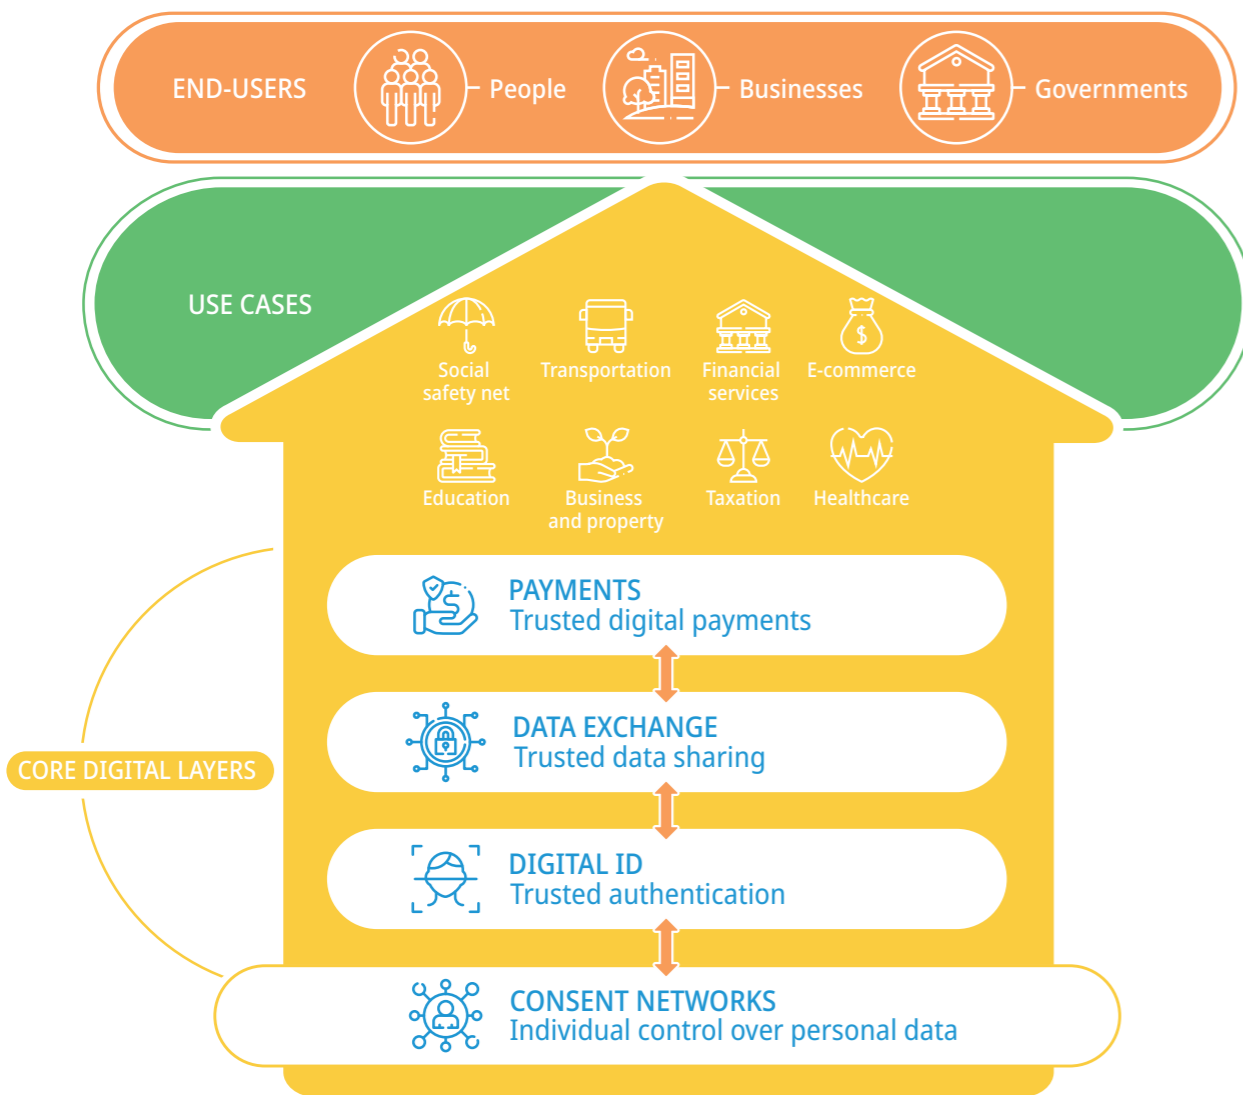 END-USERS
People
Businesses
Governments
USE CASES
Social
safety net
Transportation
Financial
services
E-commerce
$
Education
Business
and property
Taxation
Healthcare
CORE DIGITAL LAYERS
$
PAYMENTS
Trusted digital payments
DATA EXCHANGE
Trusted data sharing
DIGITAL ID
Trusted authentication
CONSENT NETWORKS
Individual control over personal data